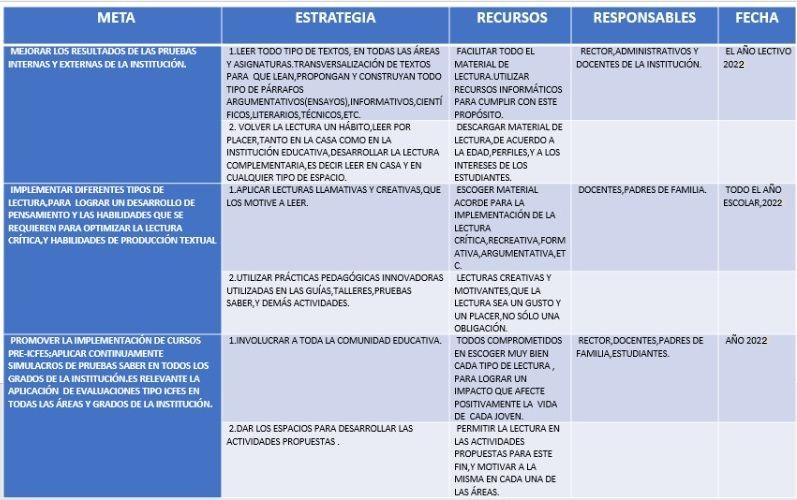 META ESTRATEGIA RECURSOS RESPONSABLES FECHA
MEJORAR LOS RESULTADOS DE LAS PRUEBAS
INTERNAS Y EXTERNAS DE LA INSTITUCIÓN.
1.LEER TODO TIPO DE TEXTOS, EN TODAS LAS ÁREAS
Y ASIGNATURAS.TRANSVERSALIZACIÓN DE TEXTOS
PARA QUE LEAN,PROPONGAN Y CONSTRUYAN TODO
TIPO DE PÁRRAFOS
ARGUMENTATIVOS(ENSAYOS),INFORMATIVOS,CIENTÍ
FICOS,LITERARIOS,TÉCNICOS,ETC.
FACILITAR TODO EL
MATERIAL DE
LECTURA.UTILIZAR
RECURSOS INFORMÁTICOS
PARA CUMPLIR CON ESTE
PROPÓSITO.
RECTOR,ADMINISTRATIVOS Y
DOCENTES DE LA INSTITUCIÓN.
EL AÑO LECTIVO
2022
2. VOLVER LA LECTURA UN HÁBITO,LEER POR
PLACER,TANTO EN LA CASA COMO EN LA
INSTITUCIÓN EDUCATIVA,DESARROLLAR LA LECTURA
COMPLEMENTARIA,ES DECIR LEER EN CASA Y EN
CUALQUIER TIPO DE ESPACIO.
DESCARGAR MATERIAL DE
LECTURA,DE ACUERDO A
LA EDAD,PERFILES,Y A LOS
INTERESES DE LOS
ESTUDIANTES.
IMPLEMENTAR DIFERENTES TIPOS DE
LECTURA,PARA LOGRAR UN DESARROLLO DE
PENSAMIENTO Y LAS HABILIDADES QUE SE
REQUIEREN PARA OPTIMIZAR LA LECTURA
CRÍTICA,Y HABILIDADES DE PRODUCCIÓN TEXTUAL
1.APLICAR LECTURAS LLAMATIVAS Y CREATIVAS,QUE
LOS MOTIVE A LEER.
ESCOGER MATERIAL
ACORDE PARA LA
IMPLEMENTACIÓN DE LA
LECTURA
CRÍTICA,RECREATIVA,FORM
ATIVA,ARGUMENTATIVA,ET
C.
DOCENTES,PADRES DE FAMILIA.
TODO EL AÑO
ESCOLAR,2022
2.UTILIZAR PRÁCTICAS PEDAGÓGICAS INNOVADORAS
UTILIZADAS EN LAS GUÍAS,TALLERES,PRUEBAS
SABER,Y DEMÁS ACTIVIDADES.
LECTURAS CREATIVAS Y
MOTIVANTES,QUE LA
LECTURA SEA UN GUSTO Y
UN PLACER,NO SÓLO UNA
OBLIGACIÓN.
PROMOVER LA IMPLEMENTACIÓN DE CURSOS
PRE-ICFES;APLICAR CONTINUAMENTE
SIMULACROS DE PRUEBAS SABER EN TODOS LOS
GRADOS DE LA INSTITUCIÓN.ES RELEVANTE LA
APLICACIÓN DE EVALUACIONES TIPO ICFES EN
TODAS LAS ÁREAS Y GRADOS DE LA INSTITUCIÓN.
1.INVOLUCRAR A TODA LA COMUNIDAD EDUCATIVA.
TODOS COMPROMETIDOS
EN ESCOGER MUY BIEN
CADA TIPO DE LECTURA ,
PARA LOGRAR UN
IMPACTO QUE AFECTE
POSITIVAMENTE LA VIDA
DE CADA JOVEN.
RECTOR,DOCENTES,PADRES DE
FAMILIA,ESTUDIANTES.
AÑO 2022
2.DAR LOS ESPACIOS PARA DESARROLLAR LAS
ACTIVIDADES PROPUESTAS .
PERMITIR LA LECTURA EN
LAS ACTIVIDADES
PROPUESTAS PARA ESTE
FIN,Y MOTIVAR A LA
MISMA EN CADA UNA DE
LAS ÁREAS.